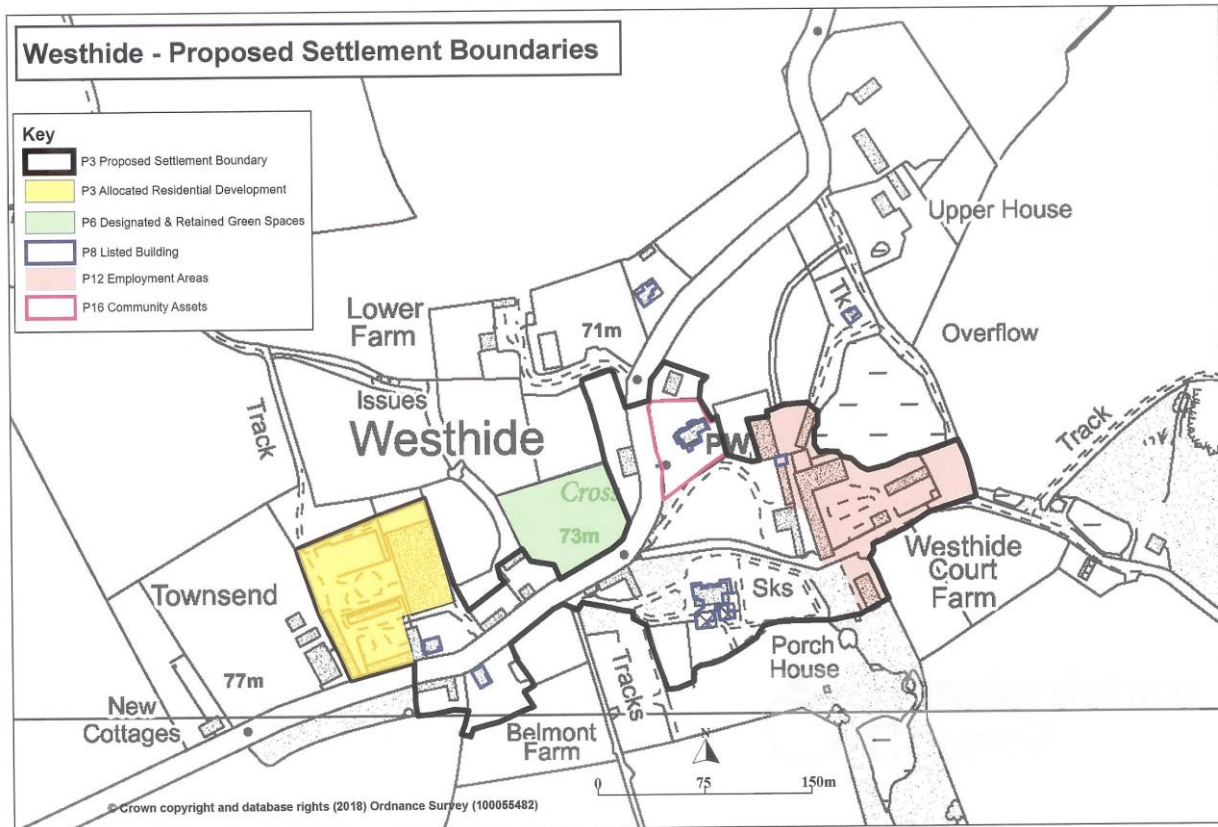 Westhide - Proposed Settlement Boundaries
Key
P3 Proposed Settlement Boundary
P3 Allocated Residential Development
P6 Designated & Retained Green Spaces
P8 Listed Building
P12 Employment Areas
P16 Community Assets
Upper House
Tk
Lower
Farm
71m
Overflow
Issues
Track
Westhide
PW
Track
Cross
73m
Westhide
Court
Farm
Townsend
Sks
Porch
House
77m
Tracks
New
Cottages
Belmont
Farm
N
0
75
150m
© Crown copyright and database rights (2018) Ordnance Survey (100055482)